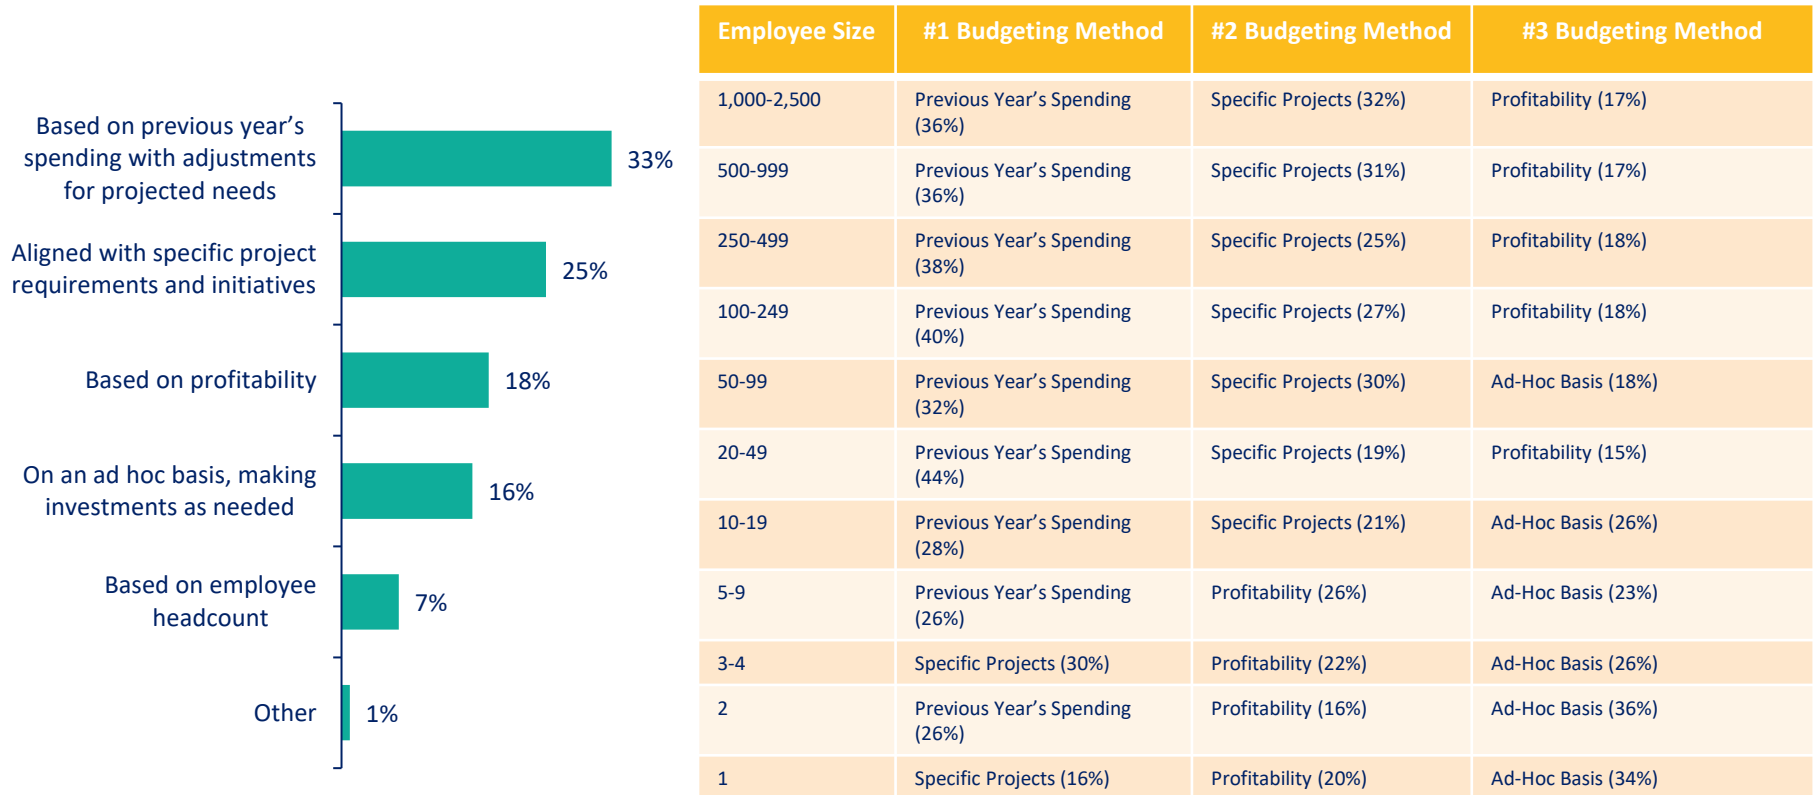 Based on previous year’s
spending with adjustments
for projected needs
33%
Aligned with specific project
requirements and initiatives
25%
Based on profitability
18%
On an ad hoc basis, making
investments as needed
16%
Based on employee
headcount
7%
Other
1%
Employee Size #1 Budgeting Method #2 Budgeting Method #3 Budgeting Method
1,000-2,500 Previous Year’s Spending Specific Projects (32%) Profitability (17%)
(36%)
500-999 Previous Year’s Spending Specific Projects (31%) Profitability (17%)
(36%)
250-499 Previous Year’s Spending Specific Projects (25%) Profitability (18%)
(38%)
100-249 Previous Year’s Spending Specific Projects (27%) Profitability (18%)
(40%)
50-99 Previous Year’s Spending Specific Projects (30%) Ad-Hoc Basis (18%)
(32%)
20-49 Previous Year’s Spending Specific Projects (19%) Profitability (15%)
(44%)
10-19 Previous Year’s Spending Specific Projects (21%) Ad-Hoc Basis (26%)
(28%)
5-9 Previous Year’s Spending Profitability (26%) Ad-Hoc Basis (23%)
(26%)
3-4 Specific Projects (30%) Profitability (22%) Ad-Hoc Basis (26%)
2 Previous Year’s Spending Profitability (16%) Ad-Hoc Basis (36%)
(26%)
1 Specific Projects (16%) Profitability (20%) Ad-Hoc Basis (34%)